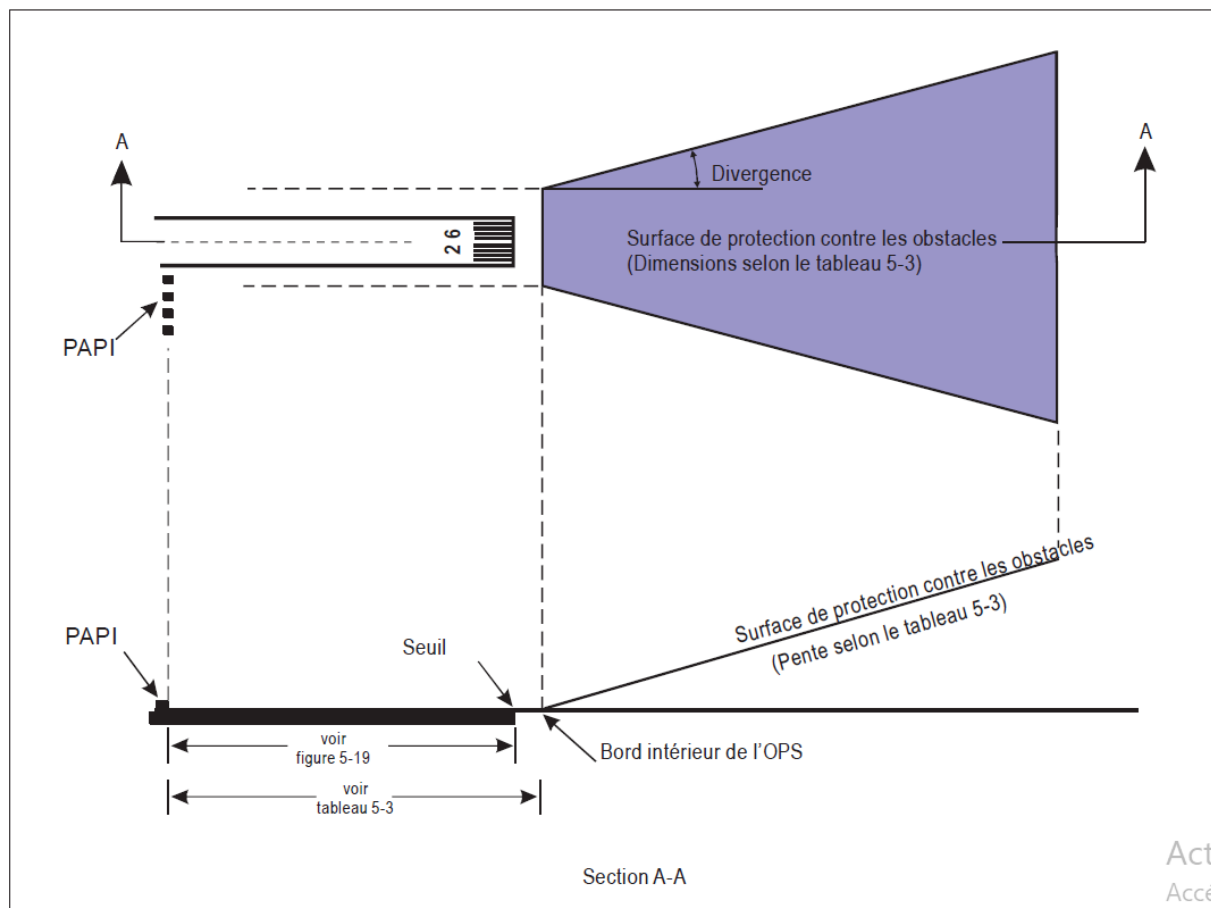 A
A
Divergence
Surface de protection contre les obstacles
(Dimensions selon le tableau 5-3)
26
PAPI
Surface de protection contre les obstacles
(Pente selon le tableau 5-3)
PAPI
Seuil
voir
figure 5-19
Bord intérieur de l'OPS
voir
tableau 5-3
Section A-A
Act
Accé